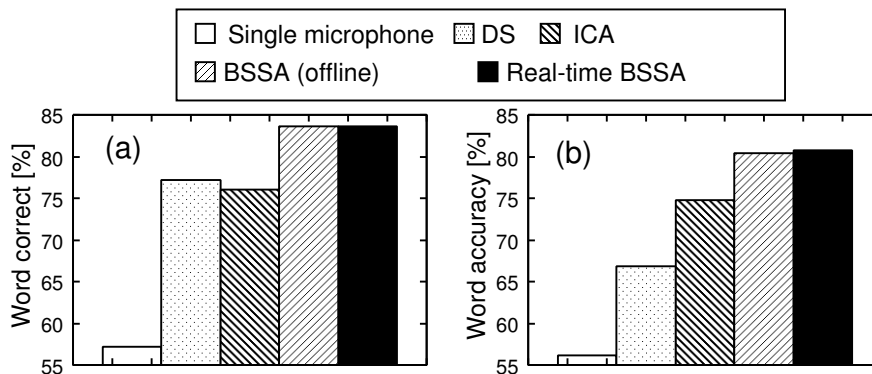 Single microphone DS ICA
BSSA (offline) Real-time BSSA
Word correct [%]
85
80
75
70
65
60
55
(a)
Word accuracy [%]
85
80
75
70
65
60
55
(b)